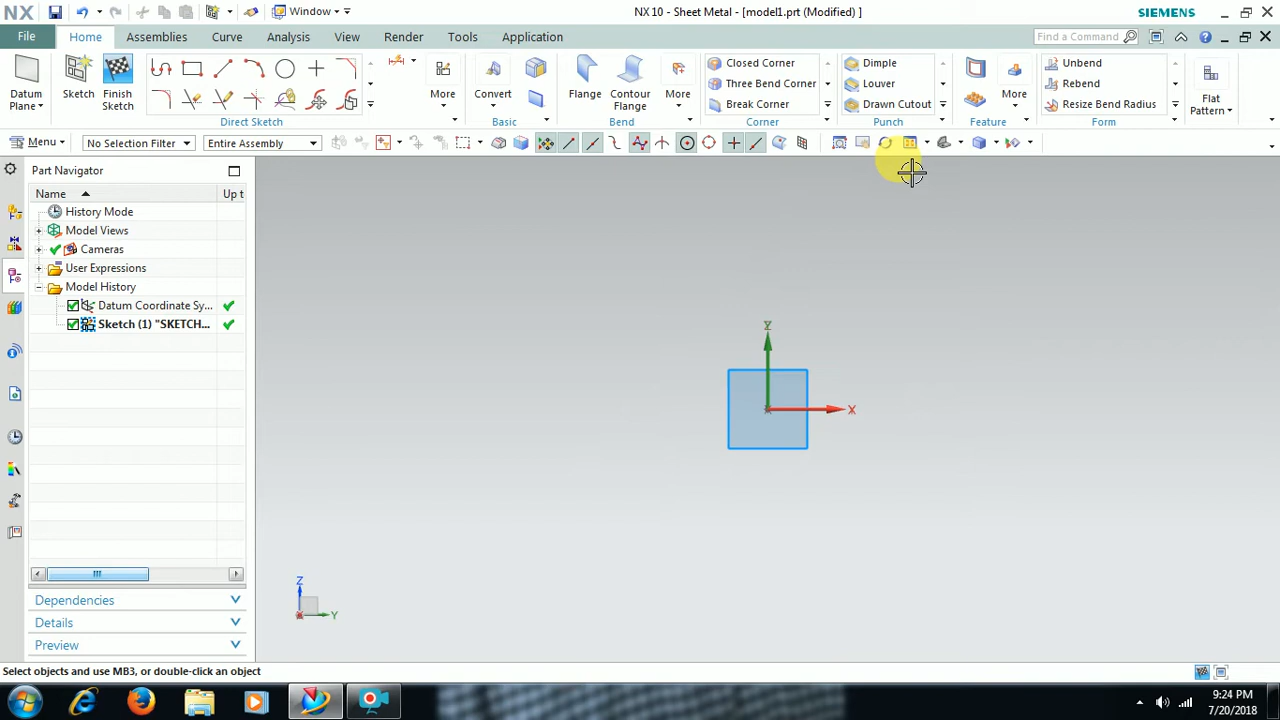 NX
Window
NX 10 - Sheet Metal - [model1.prt (Modified) ]
SIEMENS
File
Home
Assemblies
Curve
Analysis
View
Render
Tools
Application
Find a Command
Datum Plane
Sketch
Finish Sketch
Direct Sketch
More
Convert
Basic
Flange
Contour Flange
More
Bend
Closed Corner
Three Bend Corner
Break Corner
Corner
Dimple
Louver
Drawn Cutout
Punch
More
Feature
Unbend
Rebend
Resize Bend Radius
Form
Flat Pattern
Menu
No Selection Filter
Entire Assembly
Part Navigator
Name
Up t
History Mode
Model Views
Cameras
User Expressions
Model History
Datum Coordinate Sy...
Sketch (1) "SKETCH...
Dependencies
Details
Preview
Y
X
Z
Y
Select objects and use MB3, or double-click an object
9:24 PM
7/20/2018